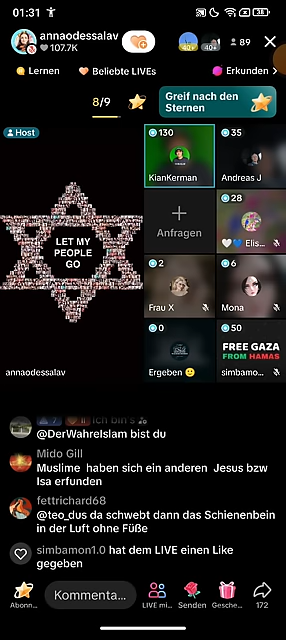 01:31
38
annaodessalav
107.7K
40+
40+
89
Lernen
Beliebte LIVEs
Erkunden
8/9
Greif nach den
Sternen
Host
LET MY
PEOPLE
GO
annaodessalav
130
KianKerman
35
Andreas J
Anfragen
28
Elis...
2
Frau X
6
Mona
0
Ergeben
50
FREE GAZA
FROM HAMAS
simbamo...
ich bin's
@DerWahreIslam bist du
Mido Gill
Muslime haben sich ein anderen Jesus bzw
Isa erfunden
fettrichard68
@teo_dus da schwebt dann das Schienenbein
in der Luft ohne Füße
simbamon1.0 hat dem LIVE einen Like
gegeben
Abonn...
Kommenta...
LIVE mi...
Senden
Gesche...
172